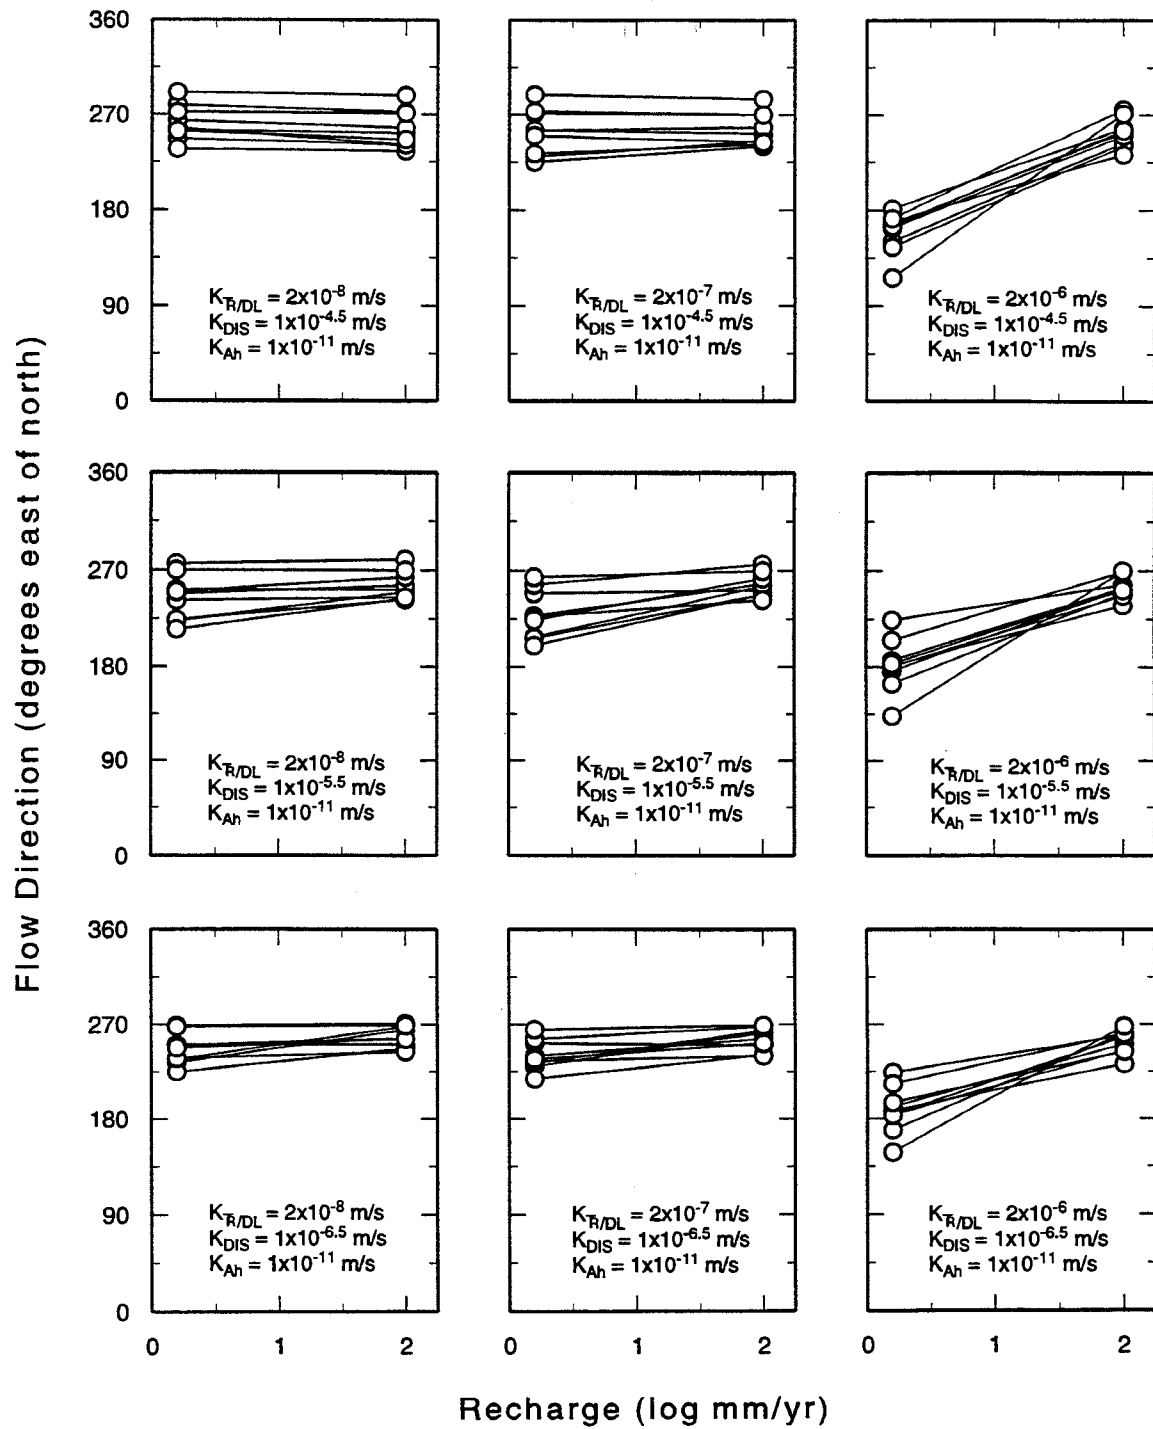 Flow Direction (degrees east of north)
360
270
180
90
0
K_TR/DL = 2x10^-8 m/s
K_DIS = 1x10^-4.5 m/s
K_Ah = 1x10^-11 m/s
K_TR/DL = 2x10^-7 m/s
K_DIS = 1x10^-4.5 m/s
K_Ah = 1x10^-11 m/s
K_TR/DL = 2x10^-6 m/s
K_DIS = 1x10^-4.5 m/s
K_Ah = 1x10^-11 m/s
360
270
180
90
0
K_TR/DL = 2x10^-8 m/s
K_DIS = 1x10^-5.5 m/s
K_Ah = 1x10^-11 m/s
K_TR/DL = 2x10^-7 m/s
K_DIS = 1x10^-5.5 m/s
K_Ah = 1x10^-11 m/s
K_TR/DL = 2x10^-6 m/s
K_DIS = 1x10^-5.5 m/s
K_Ah = 1x10^-11 m/s
360
270
180
90
0
K_TR/DL = 2x10^-8 m/s
K_DIS = 1x10^-6.5 m/s
K_Ah = 1x10^-11 m/s
K_TR/DL = 2x10^-7 m/s
K_DIS = 1x10^-6.5 m/s
K_Ah = 1x10^-11 m/s
K_TR/DL = 2x10^-6 m/s
K_DIS = 1x10^-6.5 m/s
K_Ah = 1x10^-11 m/s
0 1 2
0 1 2
0 1 2
Recharge (log mm/yr)